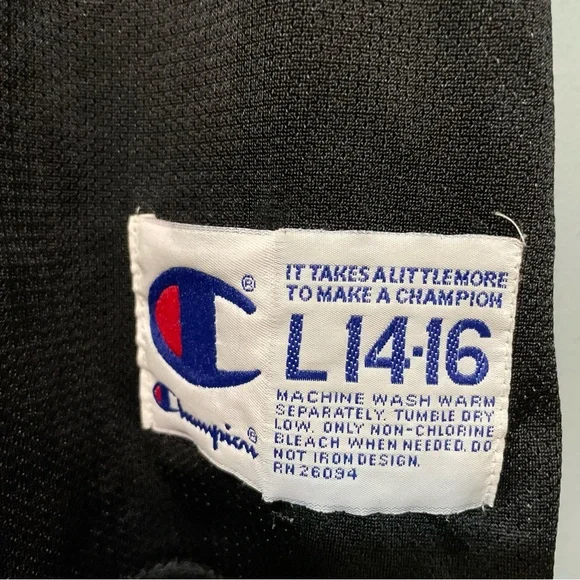 ®
Champion®
IT TAKES A LITTLE MORE
TO MAKE A CHAMPION
L 14-16
MACHINE WASH WARM
SEPARATELY. TUMBLE DRY
LOW. ONLY NON-CHLORINE
BLEACH WHEN NEEDED. DO
NOT IRON DESIGN.
RN 26094